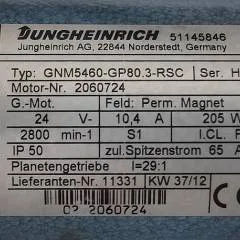 JUNGHEINRICH 51145846
Jungheinrich AG, 22844 Norderstedt, Germany
Typ: GNM5460-GP80.3-RSC Ser. H
Motor-Nr. 2060724
G.-Mot. Feld: Perm. Magnet
24 V- 10,4 A 205 W
2800 min-1 S1 I.CL. F
IP 50 zul.Spitzenstrom 65 A
Planetengetriebe I=29:1
Lieferanten-Nr. 11331 KW 37/12
CP 2060724